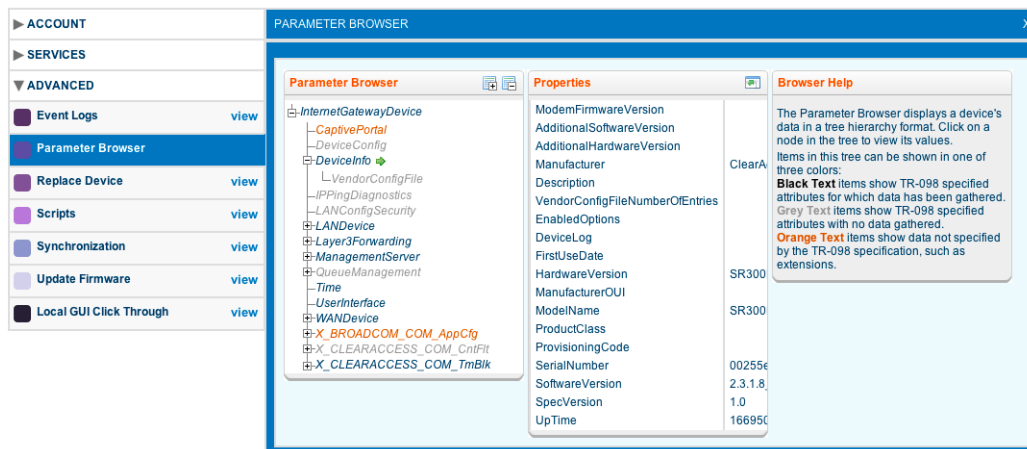 ACCOUNT
SERVICES
ADVANCED
Event Logs view
Parameter Browser
Replace Device view
Scripts view
Synchronization view
Update Firmware view
Local GUI Click Through view
PARAMETER BROWSER X
Parameter Browser
InternetGatewayDevice
CaptivePortal
DeviceConfig
DeviceInfo
VendorConfigFile
IPPingDiagnostics
LANConfigSecurity
LANDevice
Layer3Forwarding
ManagementServer
QueueManagement
Time
UserInterface
WANDevice
X_BROADCOM_COM_AppCfg
X_CLEARACCESS_COM_CntFlt
X_CLEARACCESS_COM_TmBlk
Properties
ModemFirmwareVersion
AdditionalSoftwareVersion
AdditionalHardwareVersion
Manufacturer ClearA
Description
VendorConfigFileNumberOfEntries
EnabledOptions
DeviceLog
FirstUseDate
HardwareVersion SR300
ManufacturerOUI
ModelName SR300
ProductClass
ProvisioningCode
SerialNumber 00255e
SoftwareVersion 2.3.1.8_
SpecVersion 1.0
UpTime 166950
Browser Help
The Parameter Browser displays a device's
data in a tree hierarchy format. Click on a
node in the tree to view its values.
Items in this tree can be shown in one of
three colors:
Black Text items show TR-098 specified
attributes for which data has been gathered.
Grey Text items show TR-098 specified
attributes with no data gathered.
Orange Text items show data not specified
by the TR-098 specification, such as
extensions.